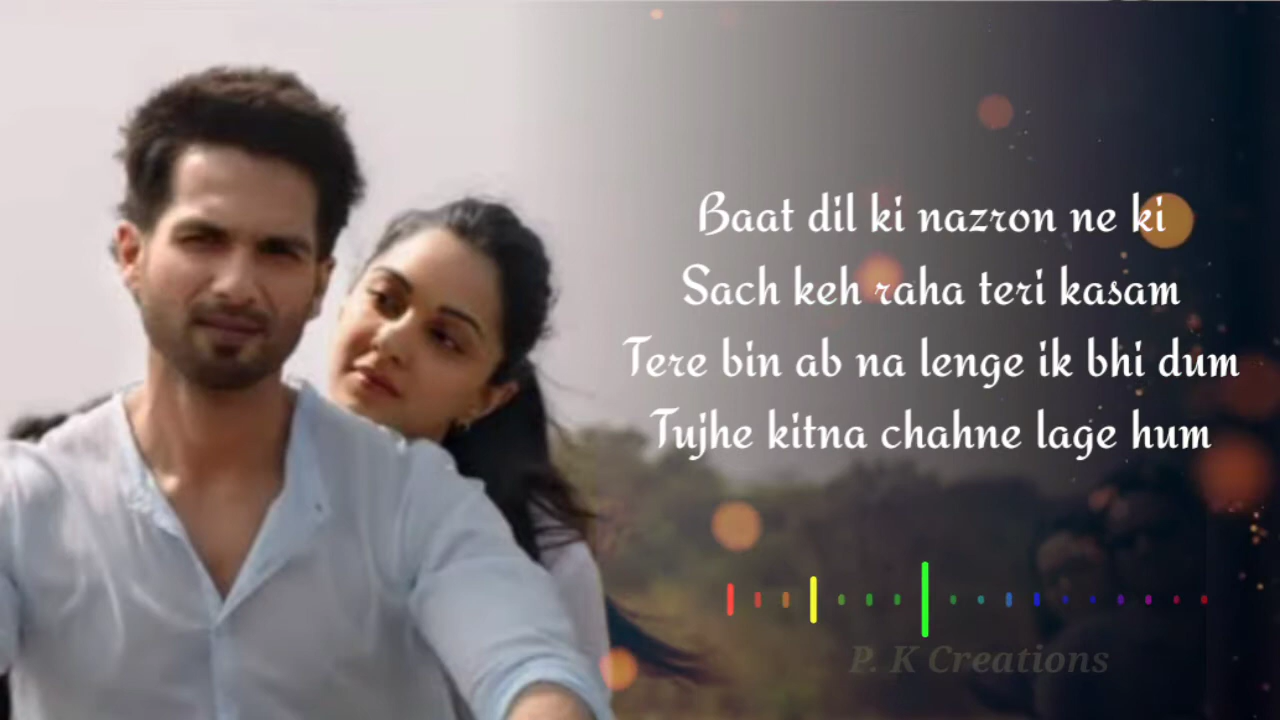 Baat dil ki nazron ne ki
Sach keh raha teri kasam
Tere bin ab na lenge ik bhi dum
Tujhe kitna chahne lage hum
P. K Creations